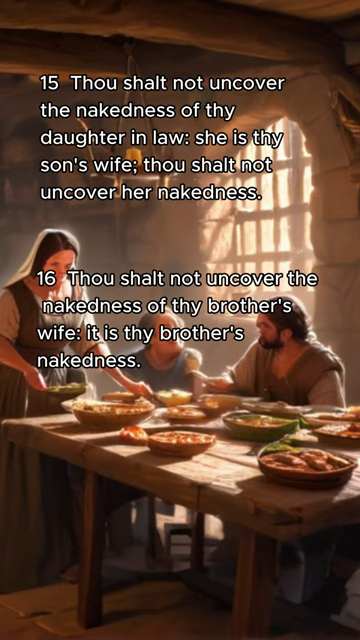 15  Thou shalt not uncover
the nakedness of thy
daughter in law: she is thy
son's wife; thou shalt not
uncover her nakedness.
16  Thou shalt not uncover the
nakedness of thy brother's
wife: it is thy brother's
nakedness.